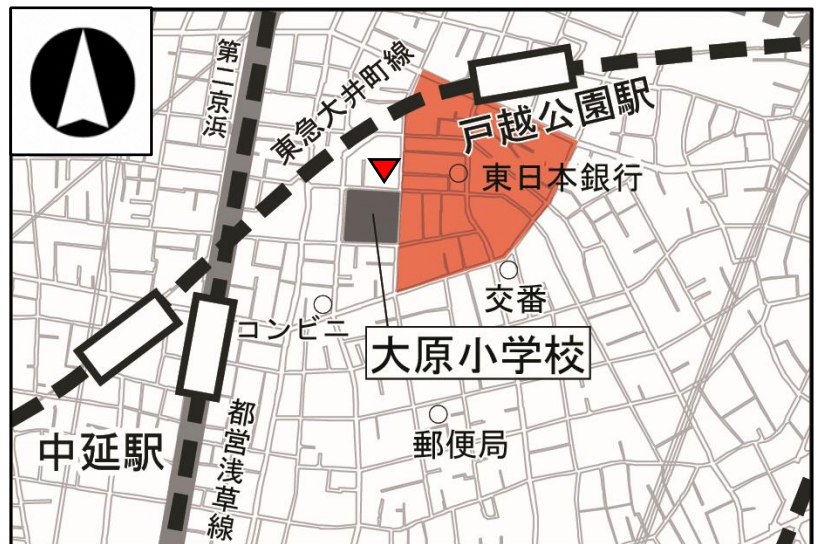 第二京浜
東急大井町線
戸越公園駅
東日本銀行
交番
コンビニ
大原小学校
中延駅
都営浅草線
郵便局